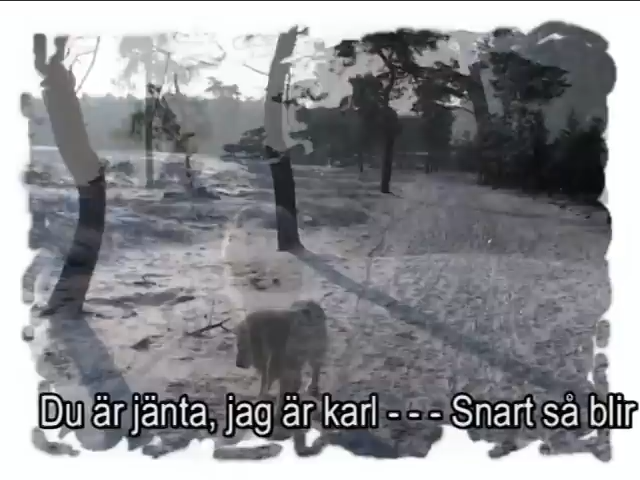 Du är jänta, jag är karl - - - Snart så blir